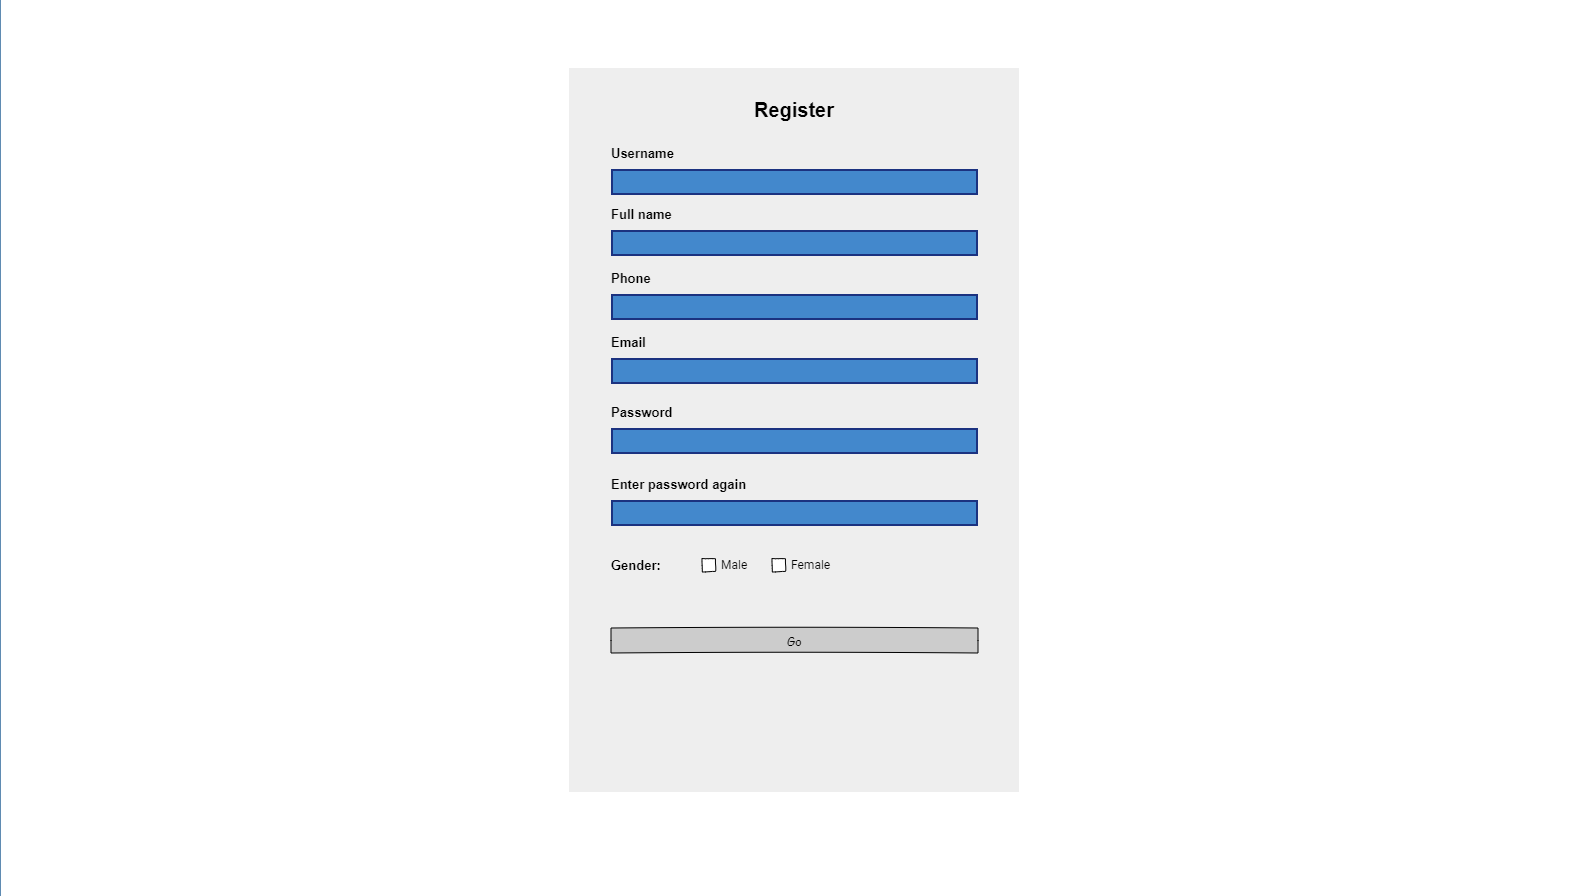 Register
Username
Full name
Phone
Email
Password
Enter password again
Gender: Male Female
Go